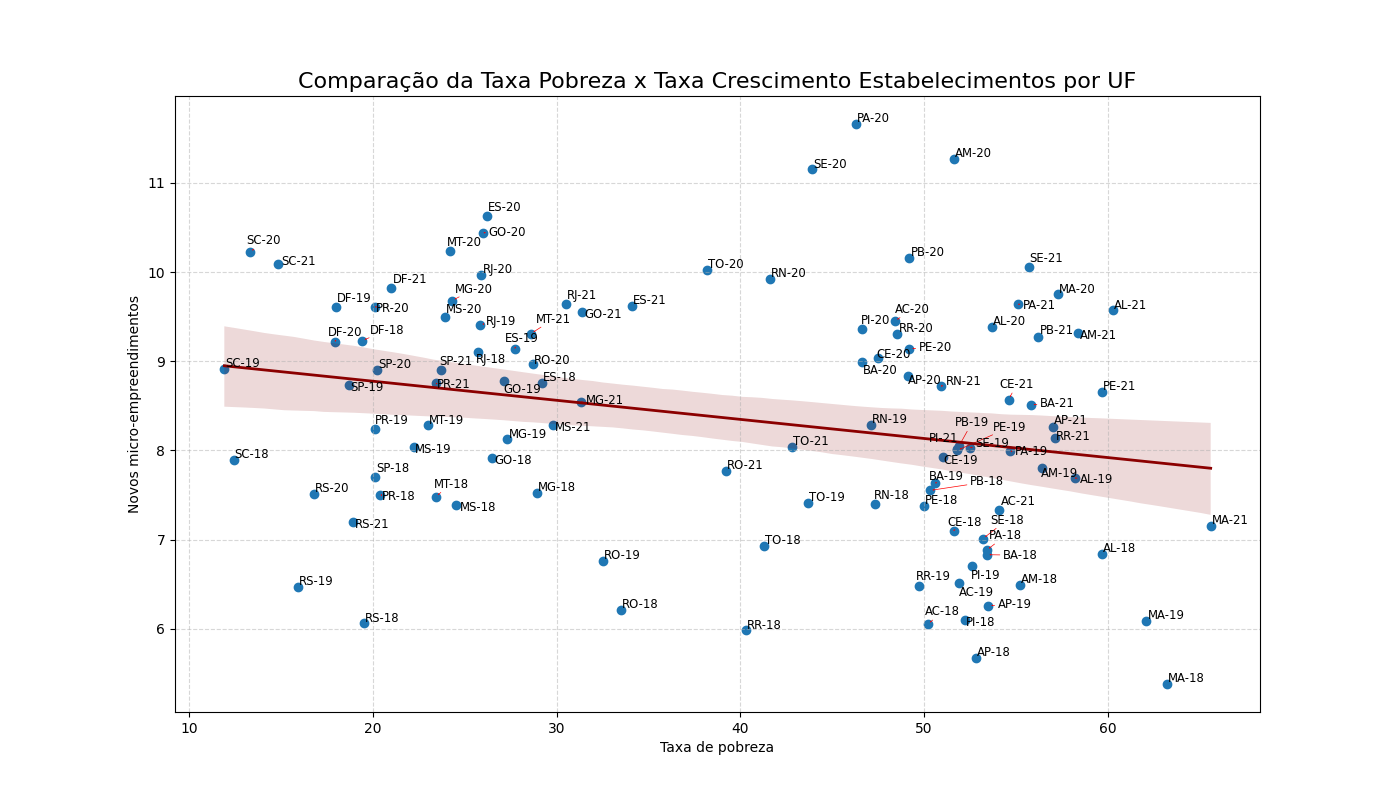 Comparação da Taxa Pobreza x Taxa Crescimento Estabelecimentos por UF
PA-20
AM-20
SE-20
11
ES-20
GO-20
SC-20
MT-20
PB-20
SC-21
SE-21
TO-20
RJ-20
RN-20
10
DF-21
MG-20
MA-20
DF-19
PR-20
RJ-21
ES-21
PA-21
AL-21
MS-20
GO-21
AC-20
RJ-19
MT-21
PI-20
RR-20
AL-20
PB-21
AM-21
DF-20
DF-18
ES-19
PE-20
CE-20
SC-19
SP-20
SP-21
RJ-18
RO-20
9
BA-20
AP-20
RN-21
CE-21
PE-21
SP-19
PR-21
GO-19
ES-18
MG-21
BA-21
PR-19
MT-19
MS-21
RN-19
PB-19
PE-19
AP-21
MG-19
TO-21
PI-21
SE-19
RR-21
MS-19
PA-19
8
SC-18
GO-18
CE-19
SP-18
RO-21
AM-19
AL-19
BA-19
PB-18
RS-20
PR-18
MT-18
MG-18
MS-18
TO-19
RN-18
PE-18
AC-21
RS-21
CE-18
SE-18
MA-21
7
TO-18
PA-18
RO-19
BA-18
AL-18
RS-19
RR-19
PI-19
AM-18
AC-19
RO-18
AP-19
RS-18
RR-18
AC-18
PI-18
MA-19
6
AP-18
MA-18
10
20
30
40
50
60
Taxa de pobreza
Novos micro-empreendimentos